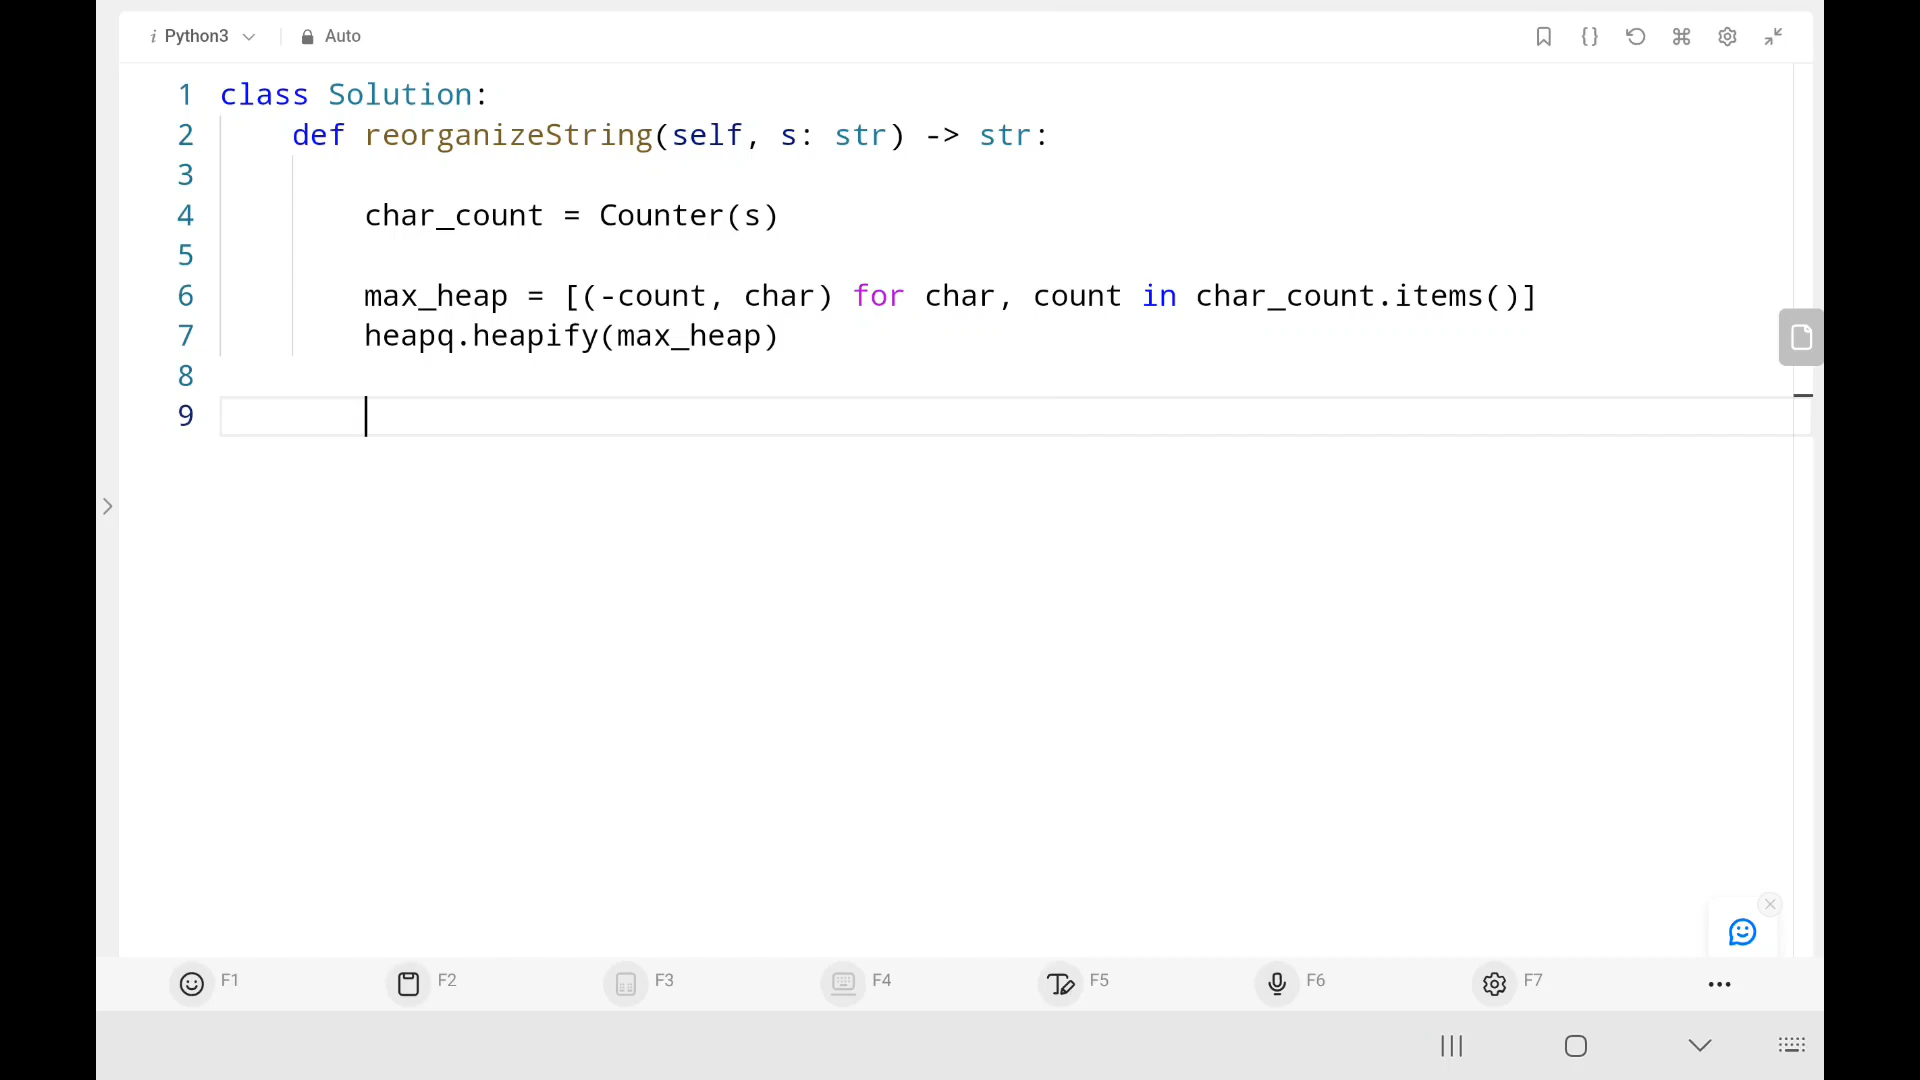 i Python3 Auto
1 class Solution:
2     def reorganizeString(self, s: str) -> str:
3
4         char_count = Counter(s)
5
6         max_heap = [(-count, char) for char, count in char_count.items()]
7         heapq.heapify(max_heap)
8
9
F1 F2 F3 F4 F5 F6 F7